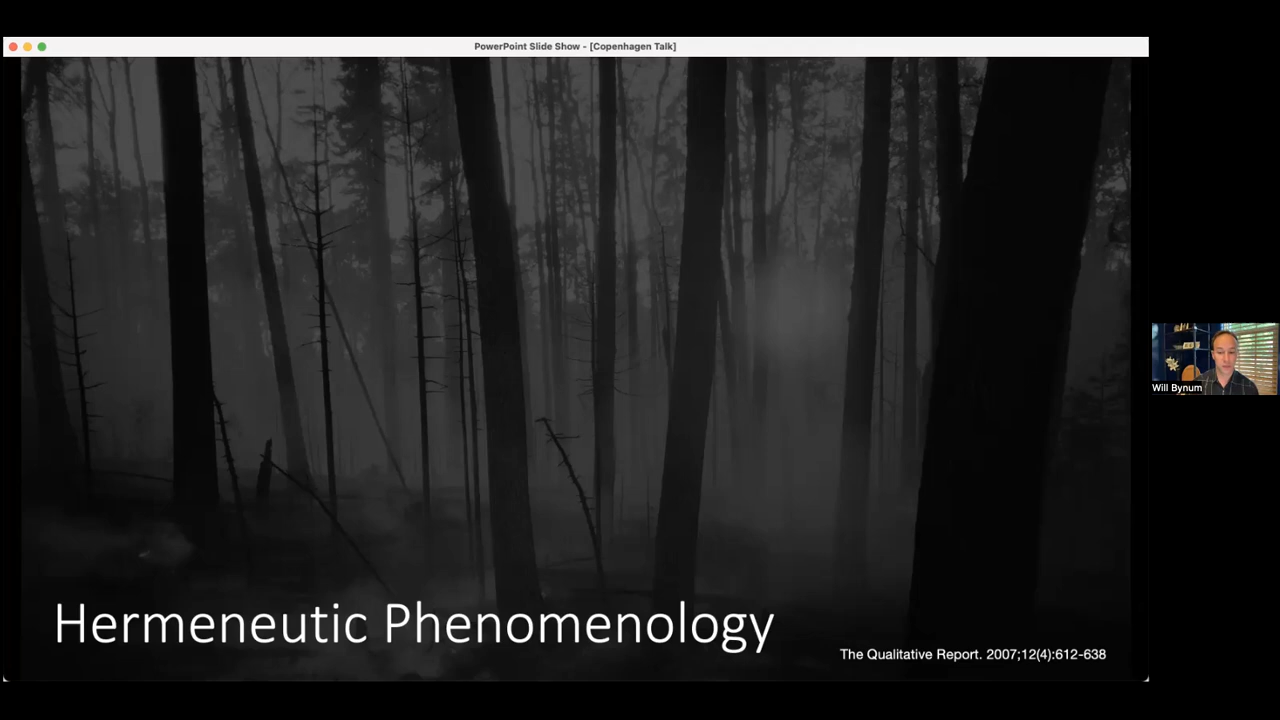 PowerPoint Slide Show - [Copenhagen Talk]
Will Bynum
Hermeneutic Phenomenology
The Qualitative Report. 2007;12(4):612-638